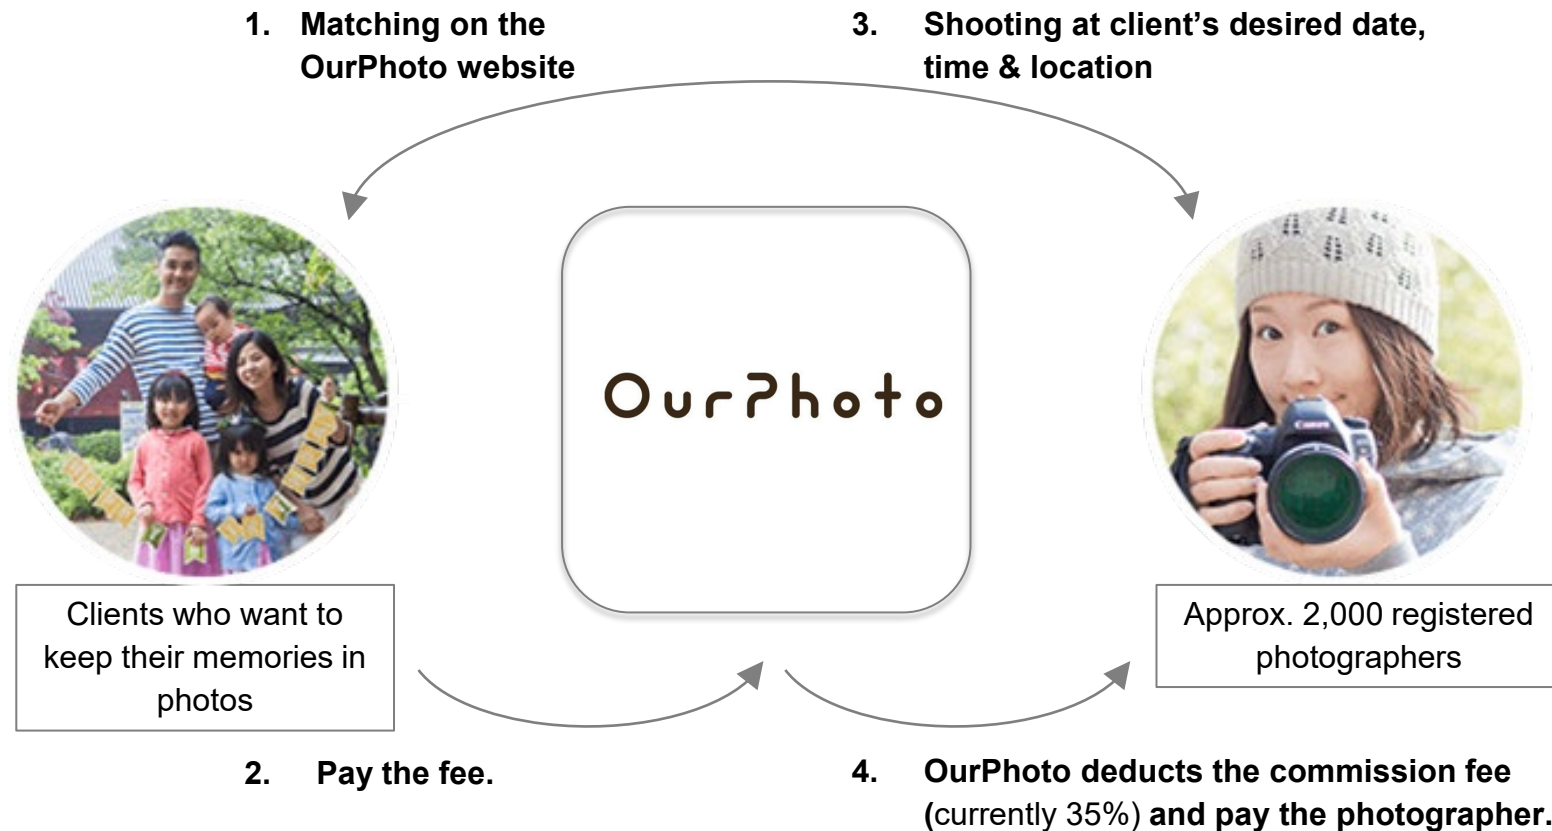 1. Matching on the
OurPhoto website
3. Shooting at client’s desired date,
time & location
OurPhoto
Canon
Clients who want to
keep their memories in
photos
Approx. 2,000 registered
photographers
2. Pay the fee.
4. OurPhoto deducts the commission fee
(currently 35%) and pay the photographer.